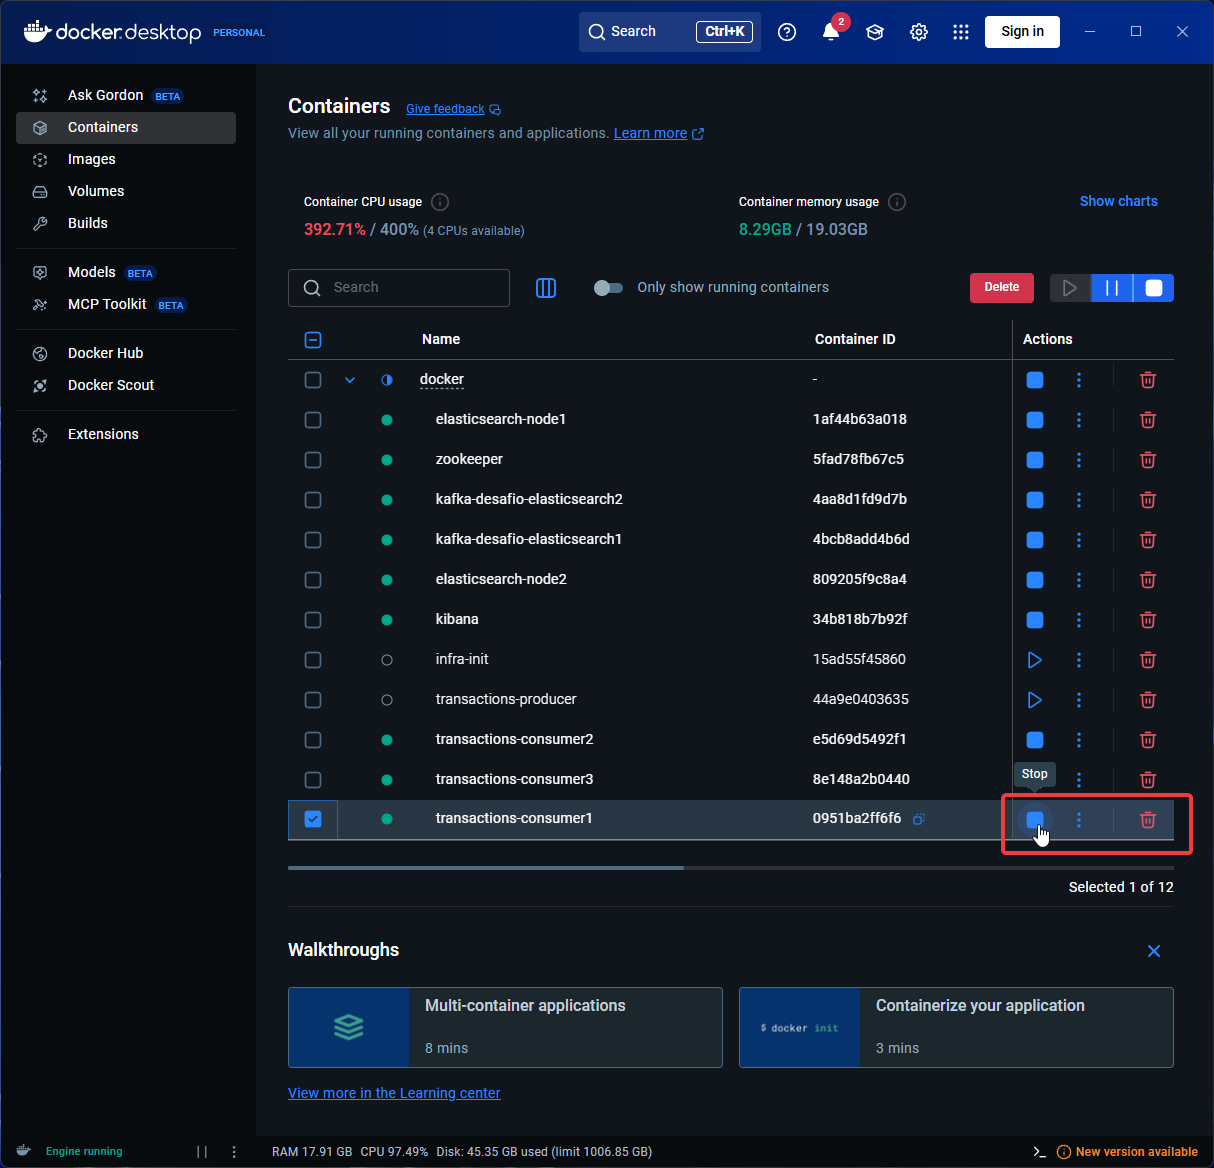 docker desktop PERSONAL Search Ctrl+K 2 Sign in
Ask Gordon BETA
Containers
Images
Volumes
Builds
Models BETA
MCP Toolkit BETA
Docker Hub
Docker Scout
Extensions
Containers Give feedback
View all your running containers and applications. Learn more
Container CPU usage
392.71% / 400% (4 CPUs available)
Container memory usage
8.29GB / 19.03GB
Show charts
Search Only show running containers Delete
Name Container ID Actions
docker -
elasticsearch-node1 1af44b63a018
zookeeper 5fad78fb67c5
kafka-desafio-elasticsearch2 4aa8d1fd9d7b
kafka-desafio-elasticsearch1 4bcb8add4b6d
elasticsearch-node2 809205f9c8a4
kibana 34b818b7b92f
infra-init 15ad55f45860
transactions-producer 44a9e0403635
transactions-consumer2 e5d69d5492f1
transactions-consumer3 8e148a2b0440
Stop
transactions-consumer1 0951ba2ff6f6
Selected 1 of 12
Walkthroughs
Multi-container applications
8 mins
$ docker init
Containerize your application
3 mins
View more in the Learning center
Engine running RAM 17.91 GB CPU 97.49% Disk: 45.35 GB used (limit 1006.85 GB) New version available